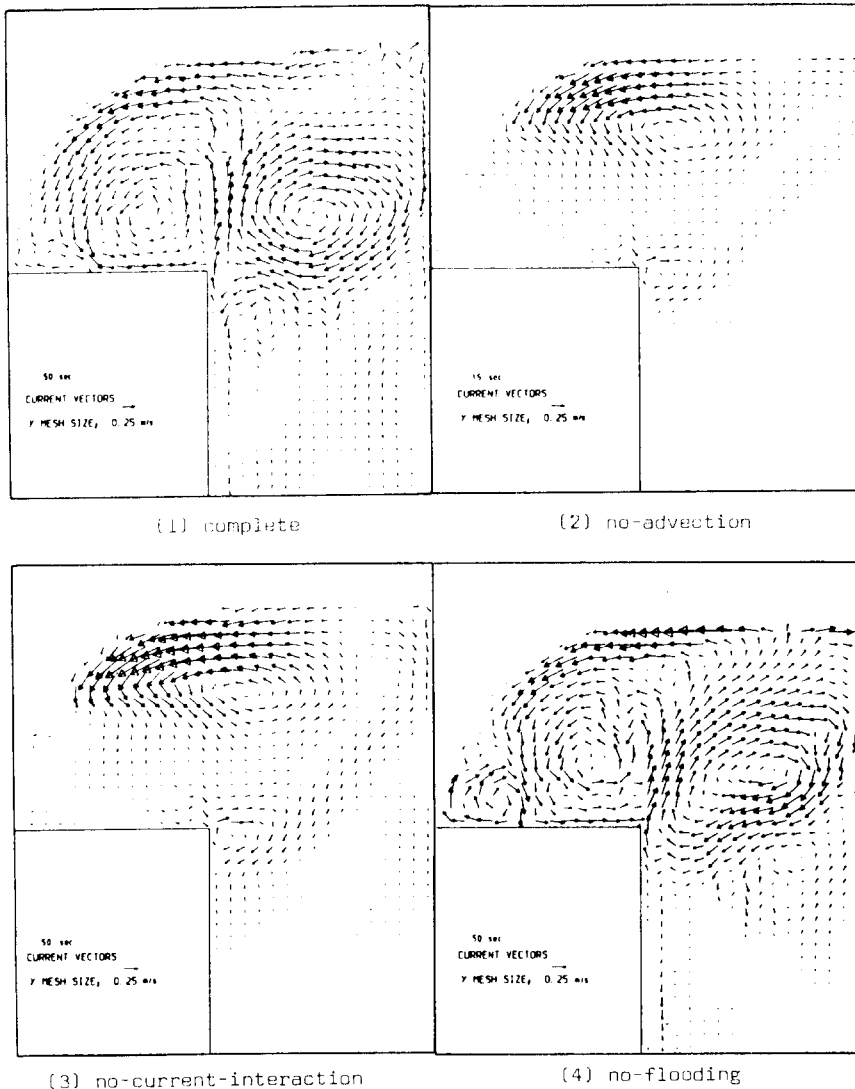 50 sec
CURRENT VECTORS
Y MESH SIZE, 0.25 m/s
(1) complete
15 sec
CURRENT VECTORS
Y MESH SIZE, 0.25 m/s
(2) no-advection
50 sec
CURRENT VECTORS
Y MESH SIZE, 0.25 m/s
(3) no-current-interaction
50 sec
CURRENT VECTORS
Y MESH SIZE, 0.25 m/s
(4) no-flooding